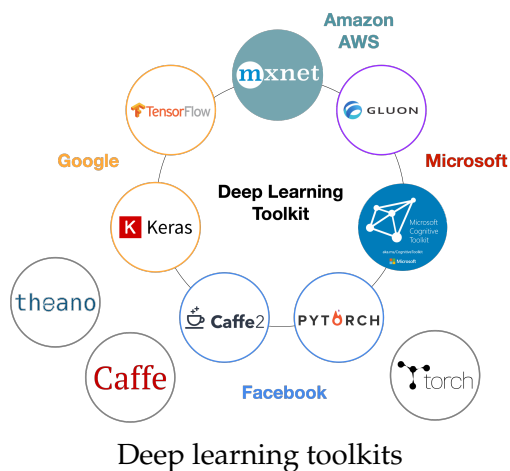 Amazon
AWS
mxnet
TensorFlow
GLUON
Google
Microsoft
Deep Learning
Toolkit
K Keras
Microsoft
Cognitive
Toolkit
Microsoft
theano
Caffe2
PYTORCH
Caffe
torch
Facebook
Deep learning toolkits